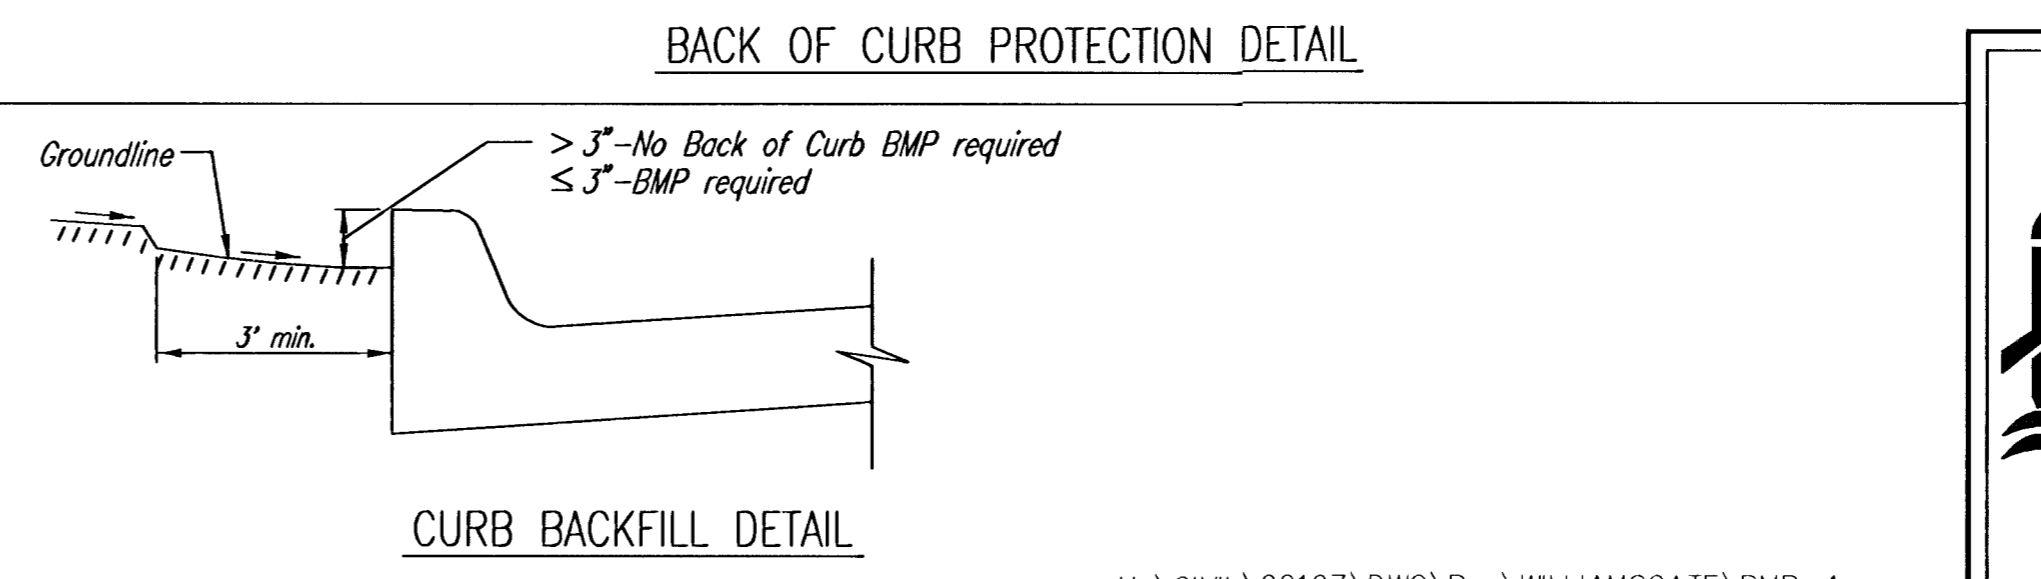 BACK OF CURB PROTECTION DETAIL
Groundline
> 3"-No Back of Curb BMP required
≤ 3"-BMP required
3' min.
CURB BACKFILL DETAIL